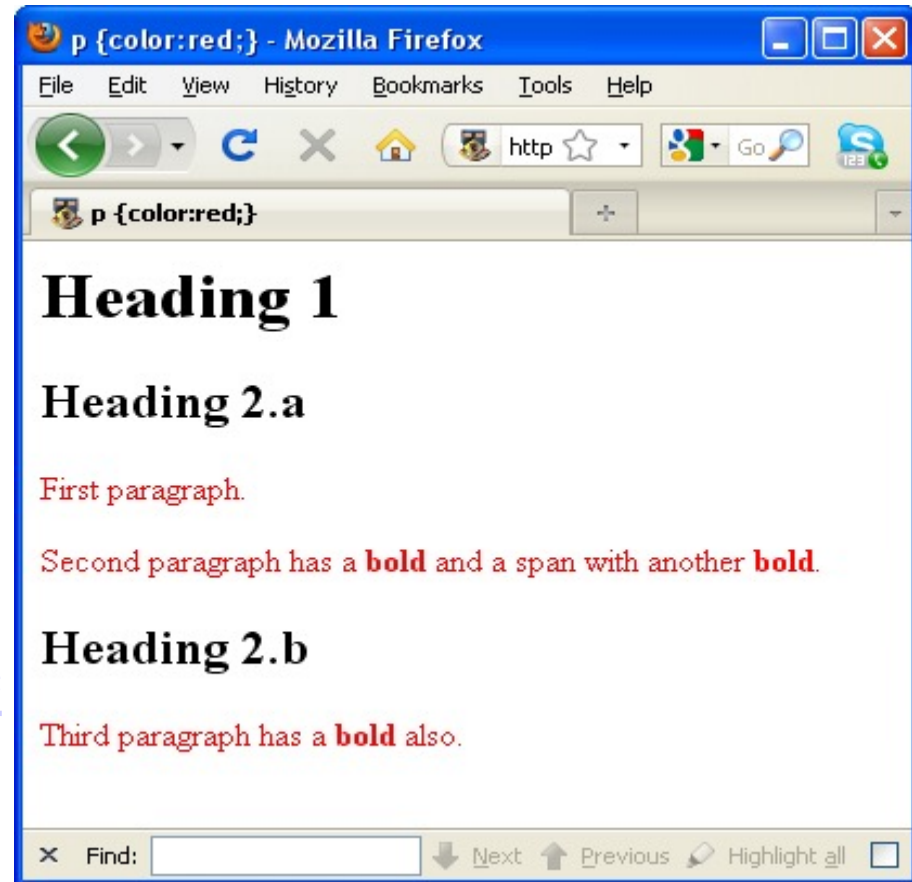 p {color:red;} - Mozilla Firefox
File Edit View History Bookmarks Tools Help
http Go 123
p {color:red;}
Heading 1
Heading 2.a
First paragraph.
Second paragraph has a bold and a span with another bold.
Heading 2.b
Third paragraph has a bold also.
× Find: Next Previous Highlight all